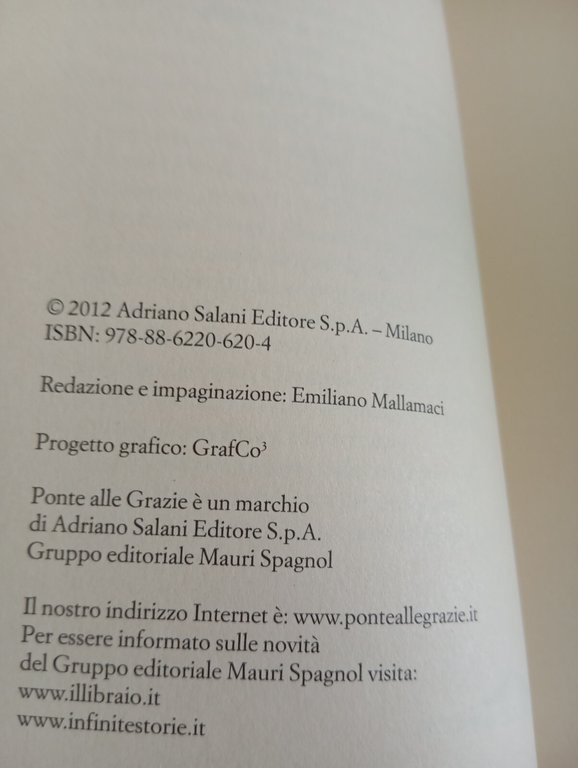 © 2012 Adriano Salani Editore S.p.A. – Milano
ISBN: 978-88-6220-620-4
Redazione e impaginazione: Emiliano Mallamaci
Progetto grafico: GrafCo³
Ponte alle Grazie è un marchio
di Adriano Salani Editore S.p.A.
Gruppo editoriale Mauri Spagnol
Il nostro indirizzo Internet è: www.ponteallegrazie.it
Per essere informato sulle novità
del Gruppo editoriale Mauri Spagnol visita:
www.illibraio.it
www.infinitestorie.it